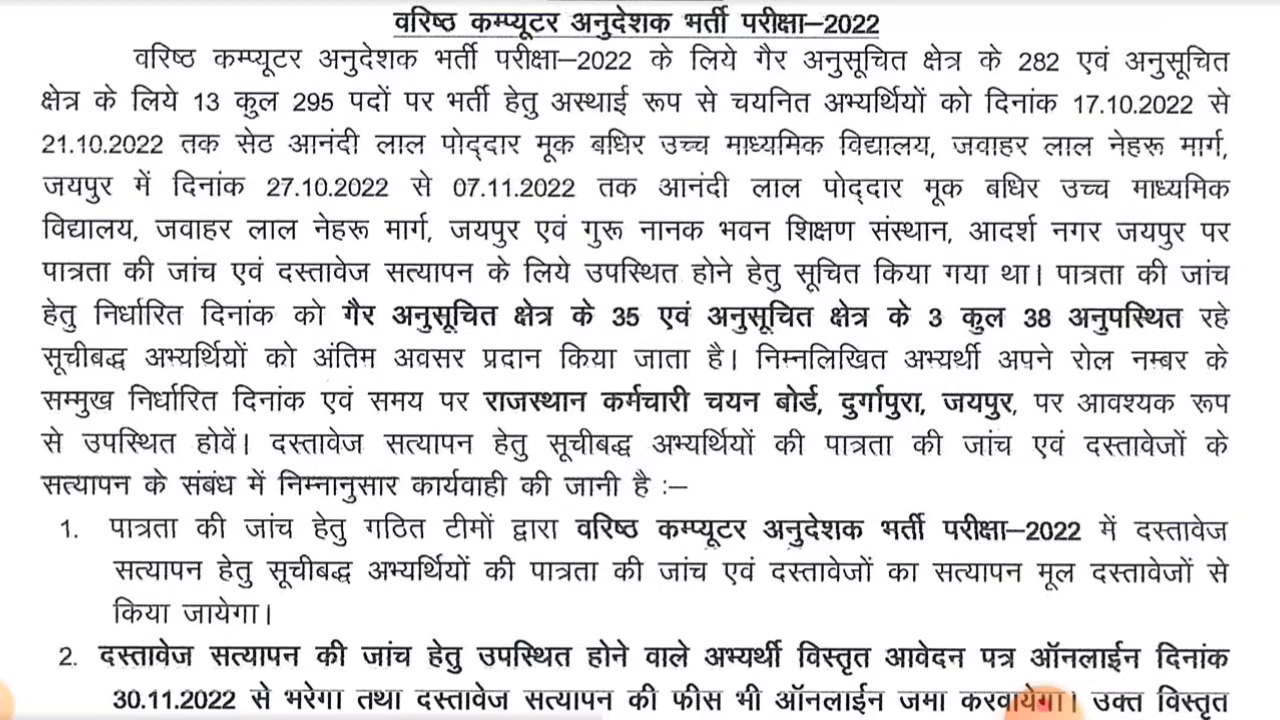 वरिष्ठ कम्प्यूटर अनुदेशक भर्ती परीक्षा–2022
वरिष्ठ कम्प्यूटर अनुदेशक भर्ती परीक्षा–2022 के लिये गैर अनुसूचित क्षेत्र के 282 एवं अनुसूचित
क्षेत्र के लिये 13 कुल 295 पदों पर भर्ती हेतु अस्थाई रूप से चयनित अभ्यर्थियों को दिनांक 17.10.2022 से
21.10.2022 तक सेठ आनंदी लाल पोद्दार मूक बधिर उच्च माध्यमिक विद्यालय, जवाहर लाल नेहरू मार्ग,
जयपुर में दिनांक 27.10.2022 से 07.11.2022 तक आनंदी लाल पोद्दार मूक बधिर उच्च माध्यमिक
विद्यालय, जवाहर लाल नेहरू मार्ग, जयपुर एवं गुरू नानक भवन शिक्षण संस्थान, आदर्श नगर जयपुर पर
पात्रता की जांच एवं दस्तावेज सत्यापन के लिये उपस्थित होने हेतु सूचित किया गया था। पात्रता की जांच
हेतु निर्धारित दिनांक को गैर अनुसूचित क्षेत्र के 35 एवं अनुसूचित क्षेत्र के 3 कुल 38 अनुपस्थित रहे
सूचीबद्ध अभ्यर्थियों को अंतिम अवसर प्रदान किया जाता है। निम्नलिखित अभ्यर्थी अपने रोल नम्बर के
सम्मुख निर्धारित दिनांक एवं समय पर राजस्थान कर्मचारी चयन बोर्ड, दुर्गापुरा, जयपुर, पर आवश्यक रूप
से उपस्थित होवें। दस्तावेज सत्यापन हेतु सूचीबद्ध अभ्यर्थियों की पात्रता की जांच एवं दस्तावेजों के
सत्यापन के संबंध में निम्नानुसार कार्यवाही की जानी है :–
1. पात्रता की जांच हेतु गठित टीमों द्वारा वरिष्ठ कम्प्यूटर अनुदेशक भर्ती परीक्षा–2022 में दस्तावेज
सत्यापन हेतु सूचीबद्ध अभ्यर्थियों की पात्रता की जांच एवं दस्तावेजों का सत्यापन मूल दस्तावेजों से
किया जायेगा।
2. दस्तावेज सत्यापन की जांच हेतु उपस्थित होने वाले अभ्यर्थी विस्तृत आवेदन पत्र ऑनलाईन दिनांक
30.11.2022 से भरेगा तथा दस्तावेज सत्यापन की फीस भी ऑनलाईन जमा करवायेगा। उक्त विस्तृत